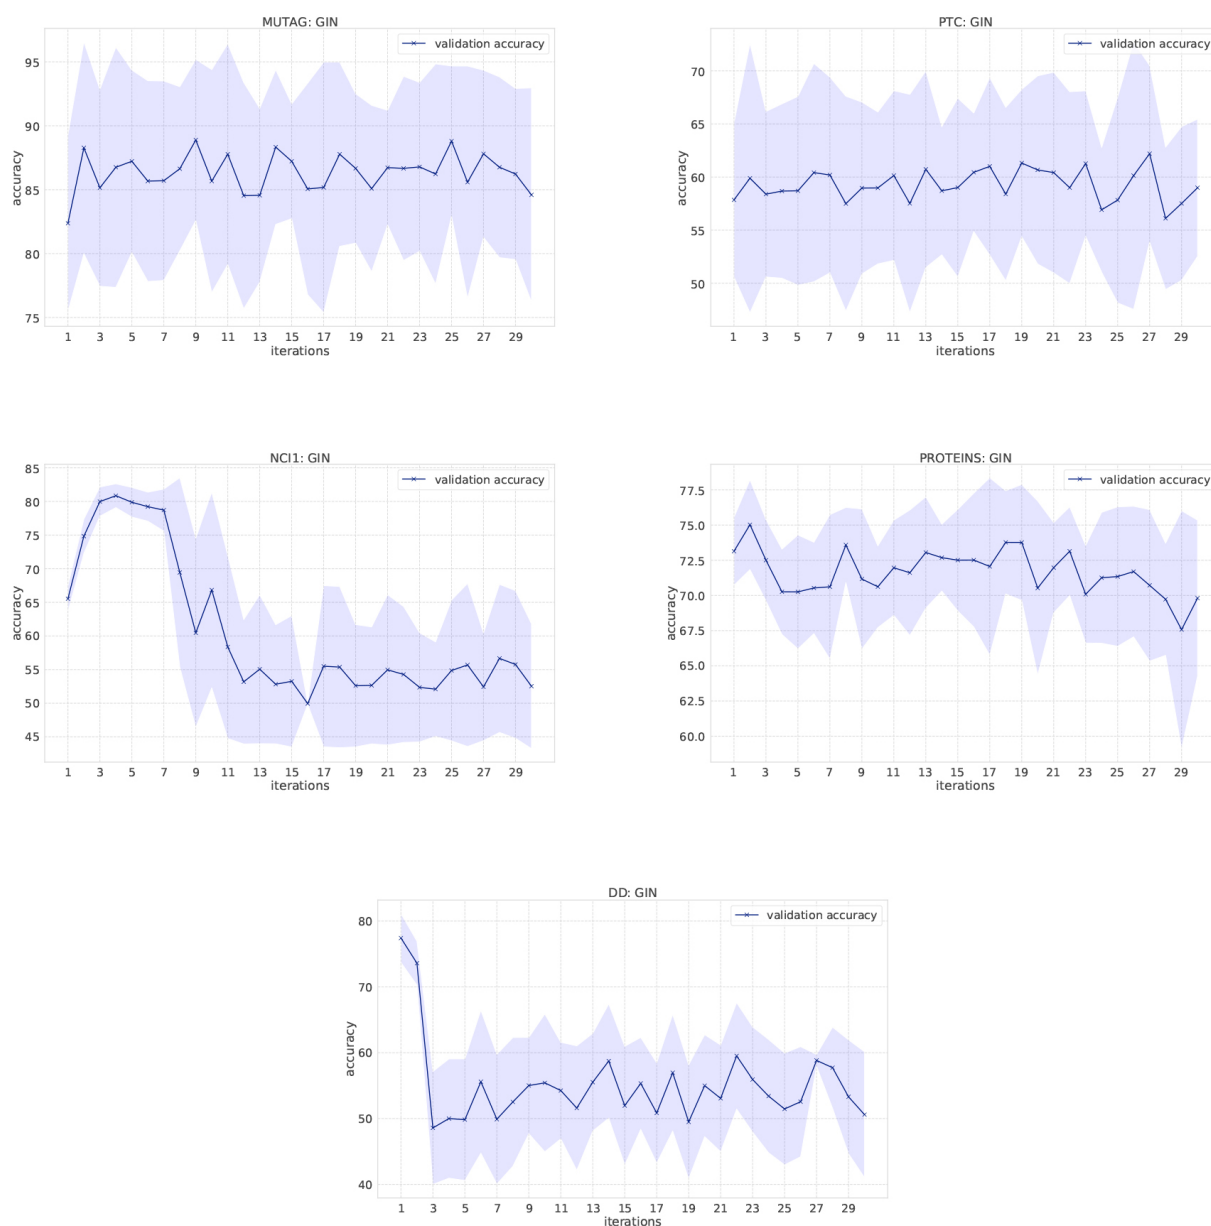 MUTAG: GIN
validation accuracy
95
90
85
80
75
accuracy
1 3 5 7 9 11 13 15 17 19 21 23 25 27 29
iterations
PTC: GIN
validation accuracy
70
65
60
55
50
accuracy
1 3 5 7 9 11 13 15 17 19 21 23 25 27 29
iterations
NCI1: GIN
validation accuracy
85
80
75
70
65
60
55
50
45
accuracy
1 3 5 7 9 11 13 15 17 19 21 23 25 27 29
iterations
PROTEINS: GIN
validation accuracy
77.5
75.0
72.5
70.0
67.5
65.0
62.5
60.0
accuracy
1 3 5 7 9 11 13 15 17 19 21 23 25 27 29
iterations
DD: GIN
validation accuracy
80
70
60
50
40
accuracy
1 3 5 7 9 11 13 15 17 19 21 23 25 27 29
iterations